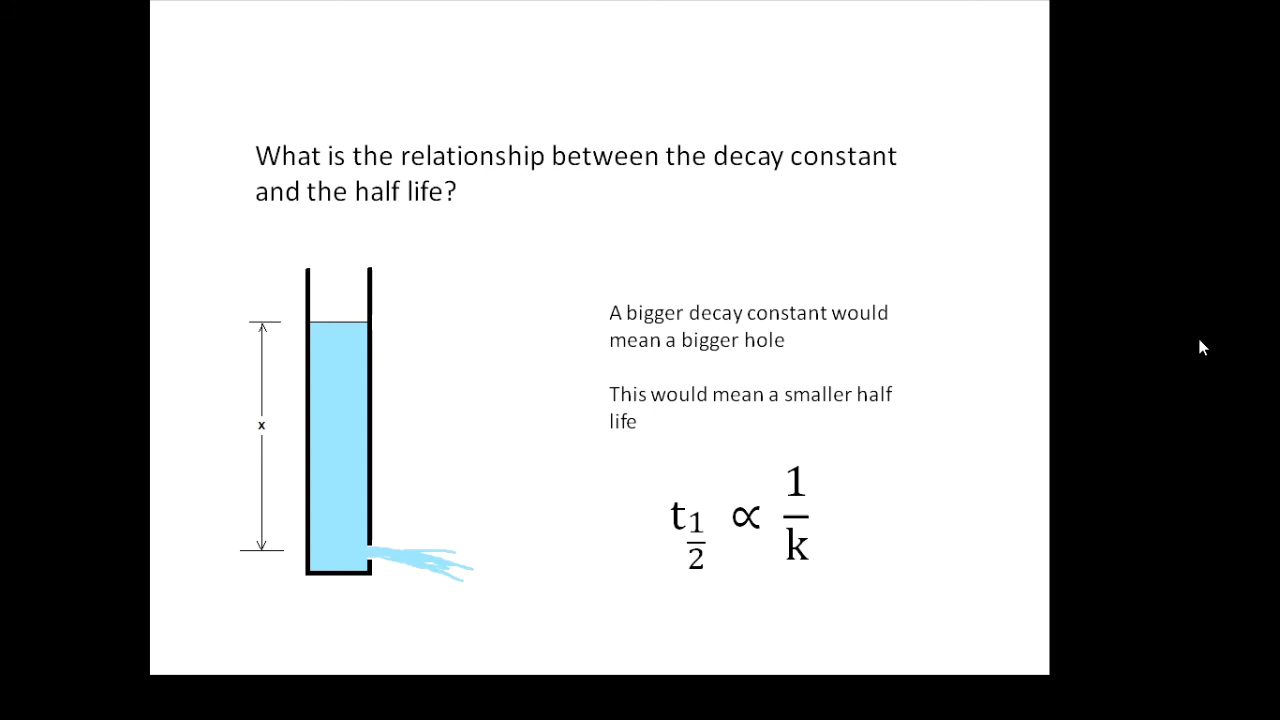 What is the relationship between the decay constant
and the half life?
A bigger decay constant would
mean a bigger hole
This would mean a smaller half
life
x
t 1/2 ∝ 1/k